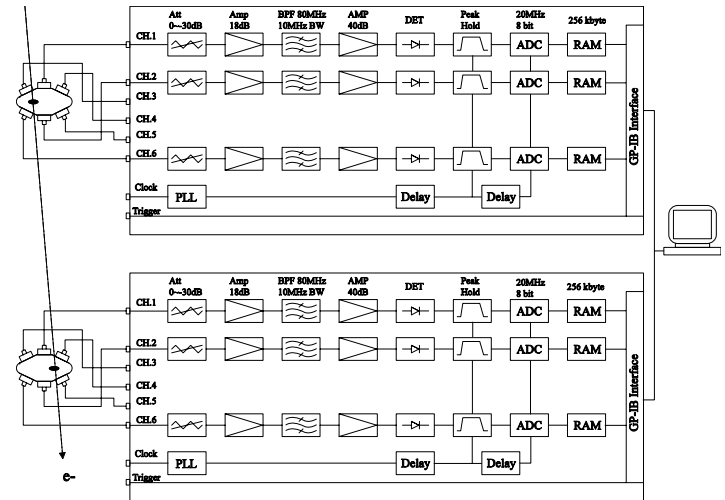 Att Amp BPF 80MHz AMP DET Peak 20MHz 256 kbyte
0~-30dB 18dB 10MHz BW 40dB Hold 8 bit
CH.1 ADC RAM
CH.2 ADC RAM
CH.3
CH.4
CH.5
CH.6 ADC RAM
GP-IB Interface
Clock PLL Delay Delay
Trigger
Att Amp BPF 80MHz AMP DET Peak 20MHz 256 kbyte
0~-30dB 18dB 10MHz BW 40dB Hold 8 bit
CH.1 ADC RAM
CH.2 ADC RAM
CH.3
CH.4
CH.5
CH.6 ADC RAM
GP-IB Interface
Clock PLL Delay Delay
Trigger
e-